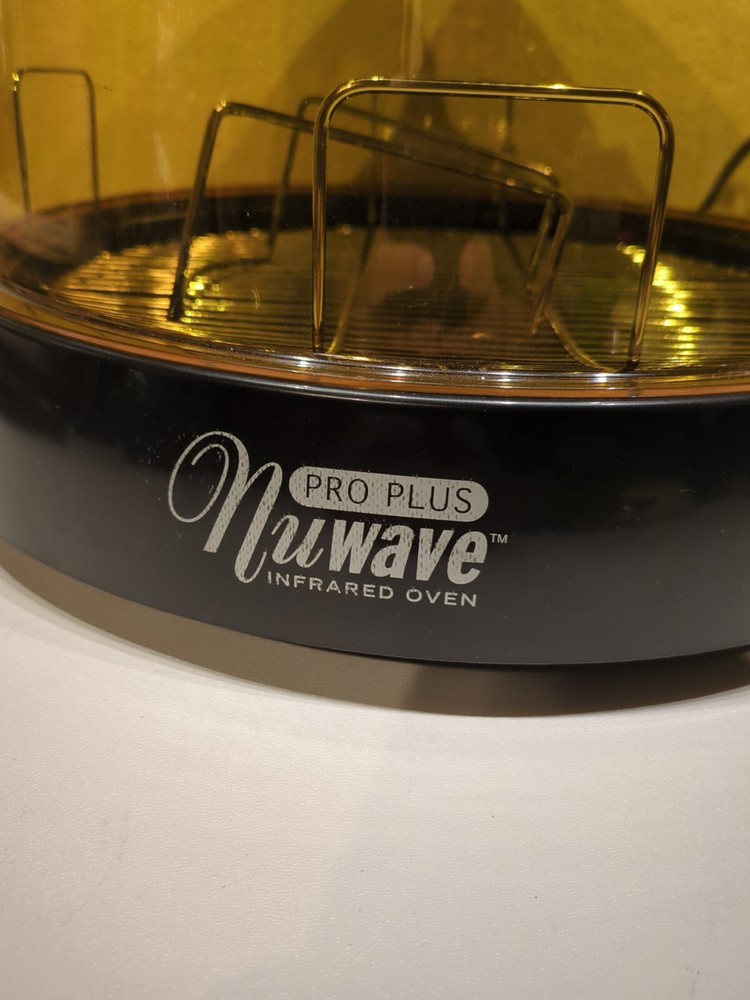 PRO PLUS
Nuwave™
INFRARED OVEN